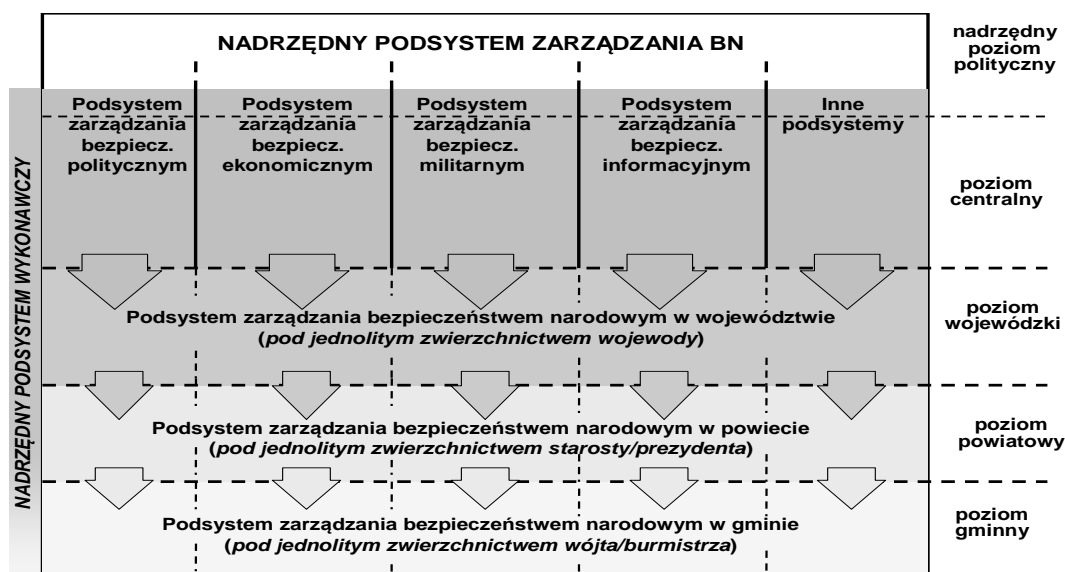 NADRZĘDNY PODSYSTEM ZARZĄDZANIA BN
nadrzędny
poziom
polityczny
NADRZĘDNY PODSYSTEM WYKONAWCZY
Podsystem
zarządzania
bezpiecz.
politycznym
Podsystem
zarządzania
bezpiecz.
ekonomicznym
Podsystem
zarządzania
bezpiecz.
militarnym
Podsystem
zarządzania
bezpiecz.
informacyjnym
Inne
podsystemy
poziom
centralny
Podsystem zarządzania bezpieczeństwem narodowym w województwie
(pod jednolitym zwierzchnictwem wojewody)
poziom
wojewódzki
Podsystem zarządzania bezpieczeństwem narodowym w powiecie
(pod jednolitym zwierzchnictwem starosty/prezydenta)
poziom
powiatowy
Podsystem zarządzania bezpieczeństwem narodowym w gminie
(pod jednolitym zwierzchnictwem wójta/burmistrza)
poziom
gminny